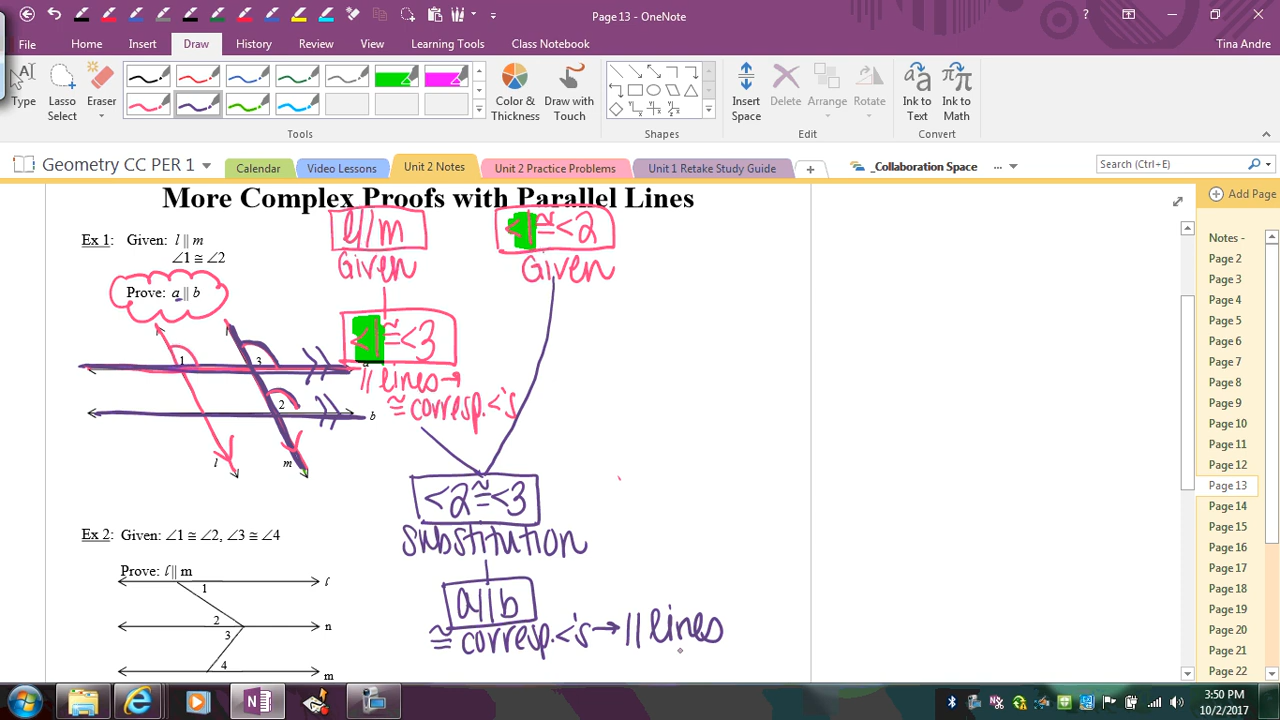 Page 13 - OneNote
?
File
Home
Insert
Draw
History
Review
View
Learning Tools
Class Notebook
Tina Andre
Type
Lasso Select
Eraser
Color & Thickness
Draw with Touch
Insert Space
Delete
Arrange
Rotate
Ink to Text
Ink to Math
Tools
Shapes
Edit
Convert
Geometry CC PER 1
Calendar
Video Lessons
Unit 2 Notes
Unit 2 Practice Problems
Unit 1 Retake Study Guide
_Collaboration Space
Search (Ctrl+E)
Add Page
Notes -
Page 2
Page 3
Page 4
Page 5
Page 6
Page 7
Page 8
Page 9
Page 10
Page 11
Page 12
Page 13
Page 14
Page 15
Page 16
Page 17
Page 18
Page 19
Page 20
Page 21
Page 22
More Complex Proofs with Parallel Lines
Ex 1: Given: l || m
∠1 ≅ ∠2
Prove: a || b
1
3
a
2
b
l
m
l || m
Given
<1 ≅ <2
Given
<1 ≅ <3
|| lines →
≅ corresp. <'s
<2 ≅ <3
substitution
a || b
≅ corresp. <'s → || lines
Ex 2: Given: ∠1 ≅ ∠2, ∠3 ≅ ∠4
Prove: l || m
1
l
2
3
n
4
m
3:50 PM
10/2/2017